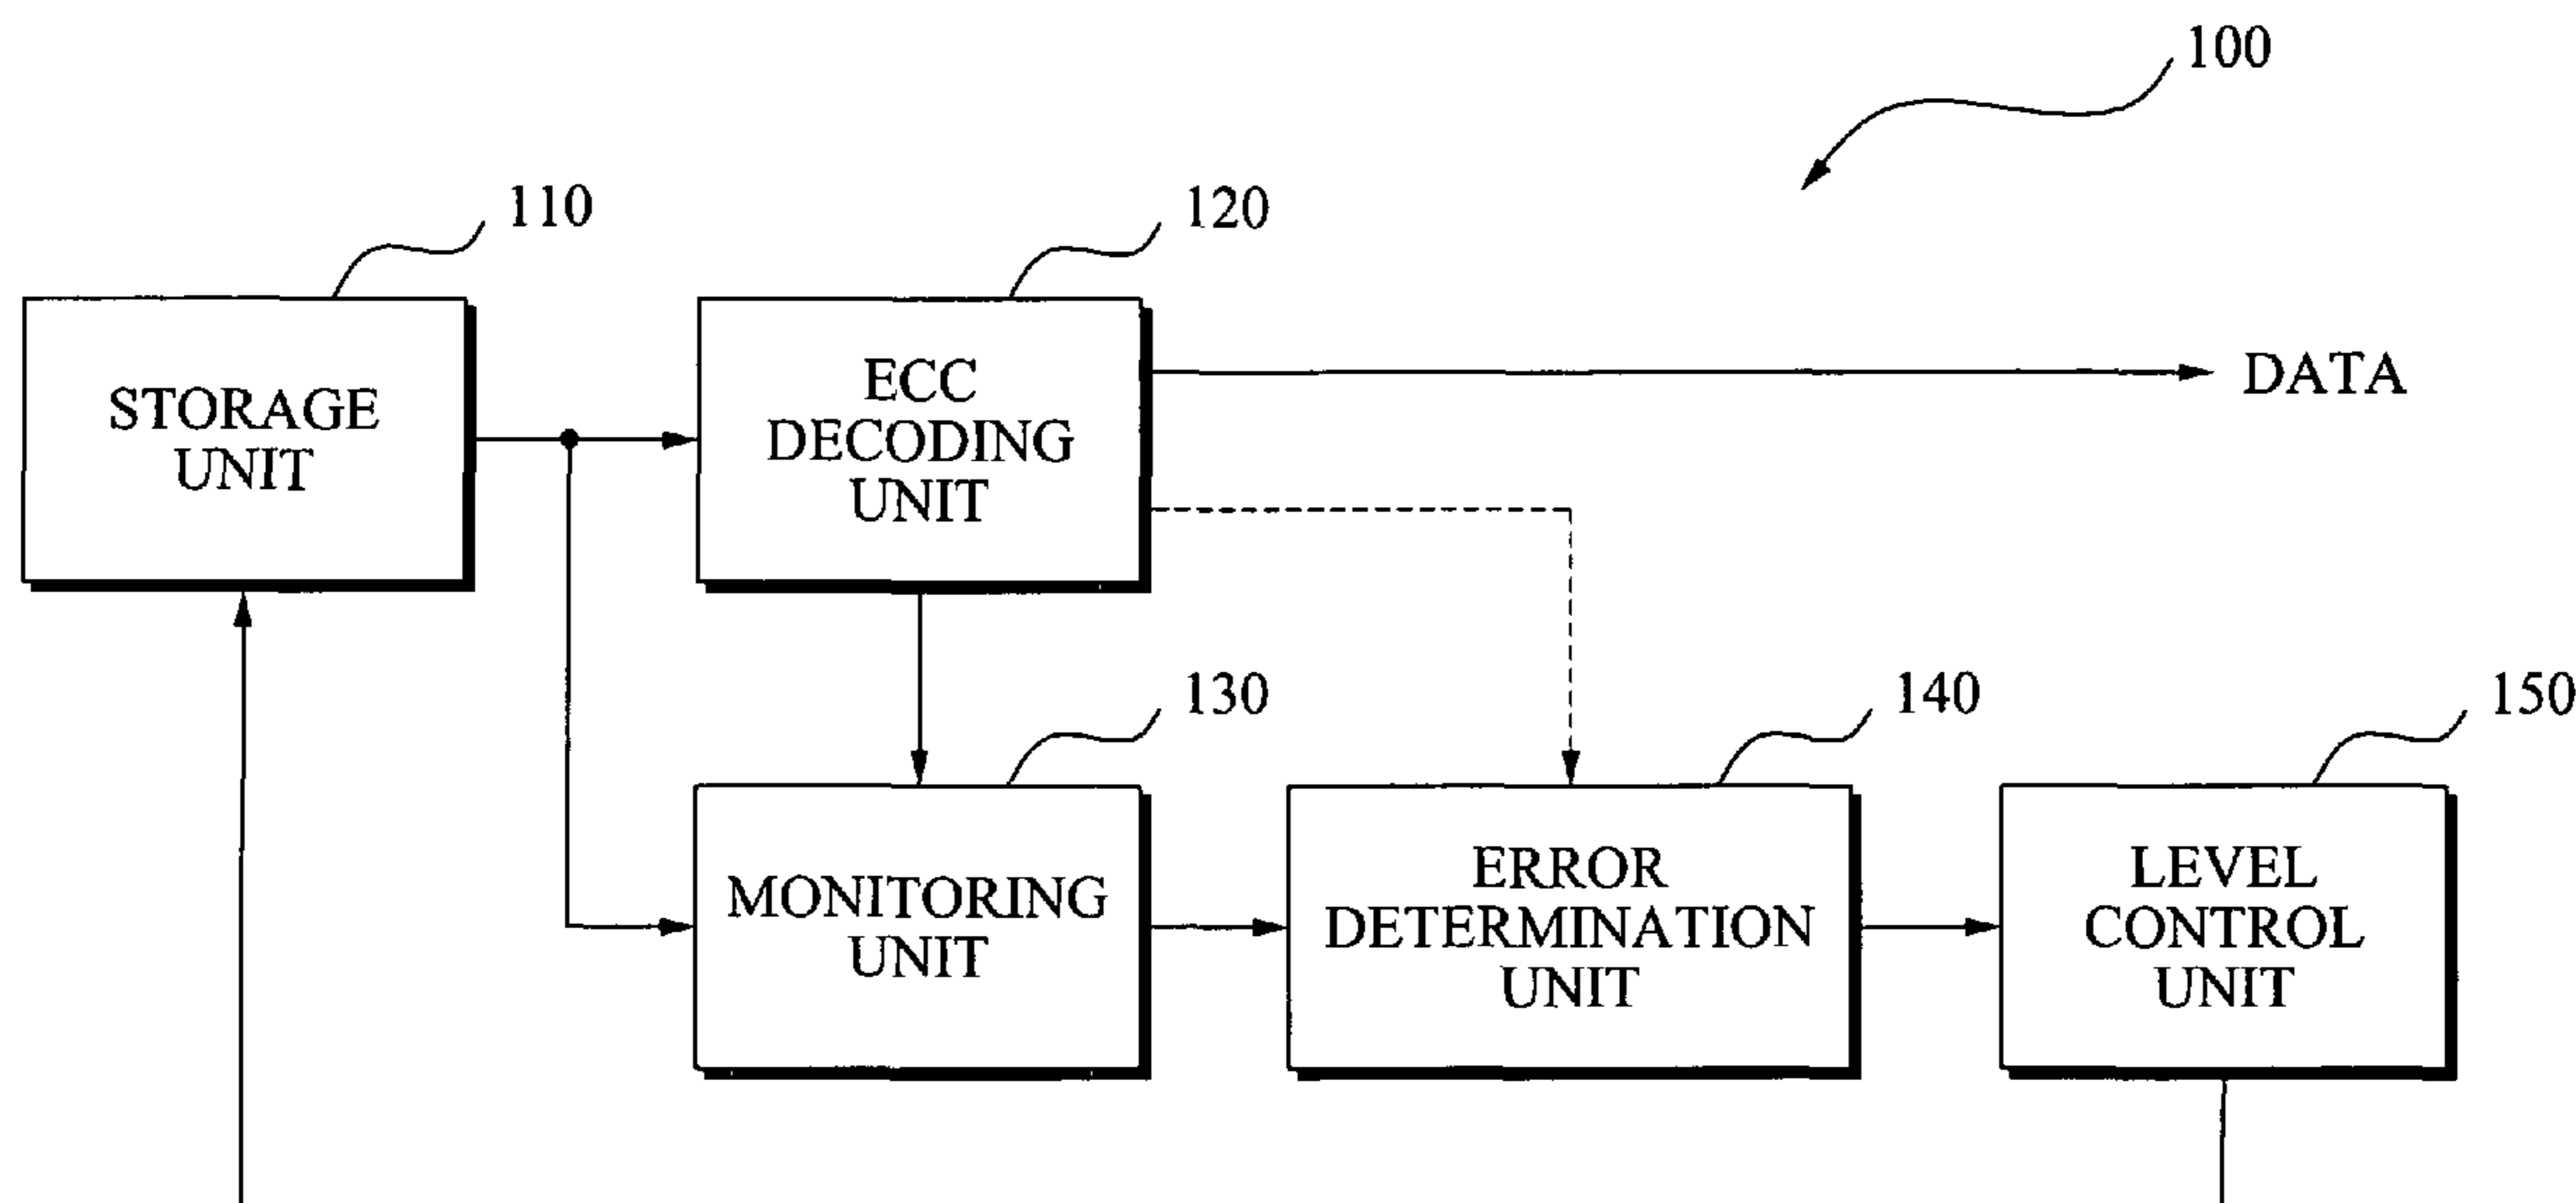 100
110
120
STORAGE
UNIT
ECC
DECODING
UNIT
DATA
130
140
150
MONITORING
UNIT
ERROR
DETERMINATION
UNIT
LEVEL
CONTROL
UNIT